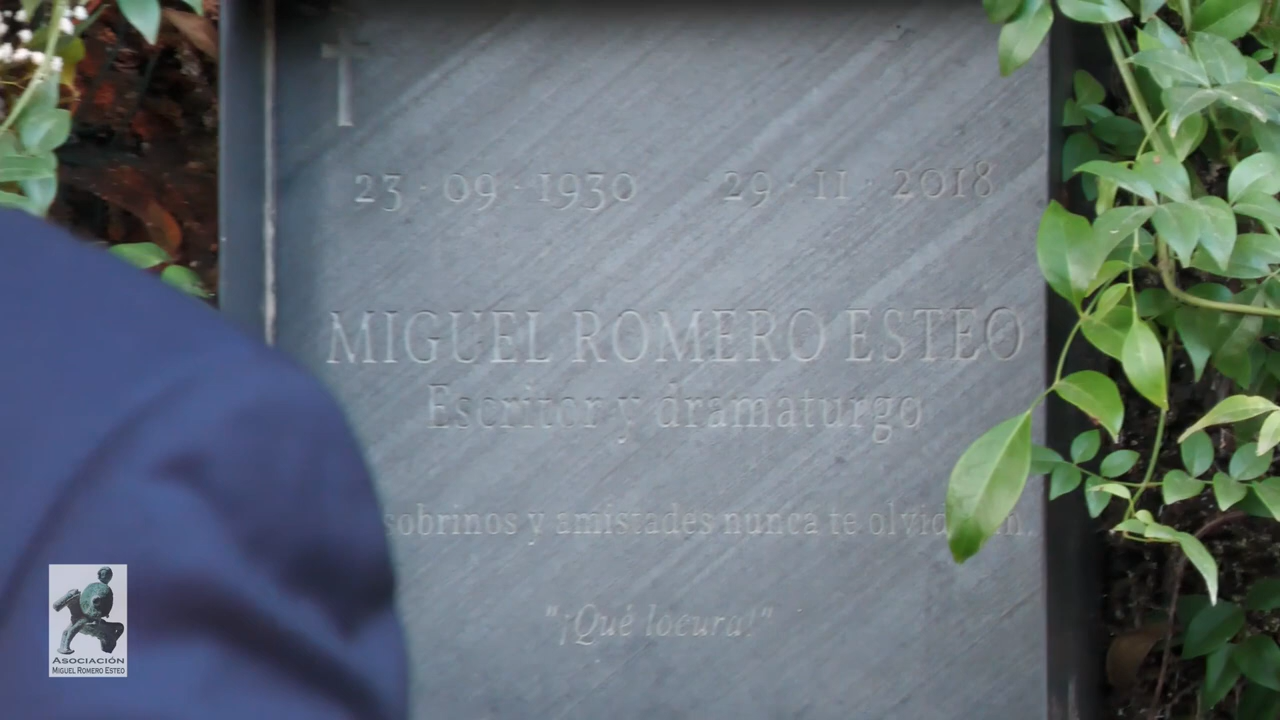 23 · 09 · 1930 29 · 11 · 2018
MIGUEL ROMERO ESTEO
Escritor y dramaturgo
sobrinos y amistades nunca te
"¡Qué locura!"
ASOCIACIÓN
MIGUEL ROMERO ESTEO